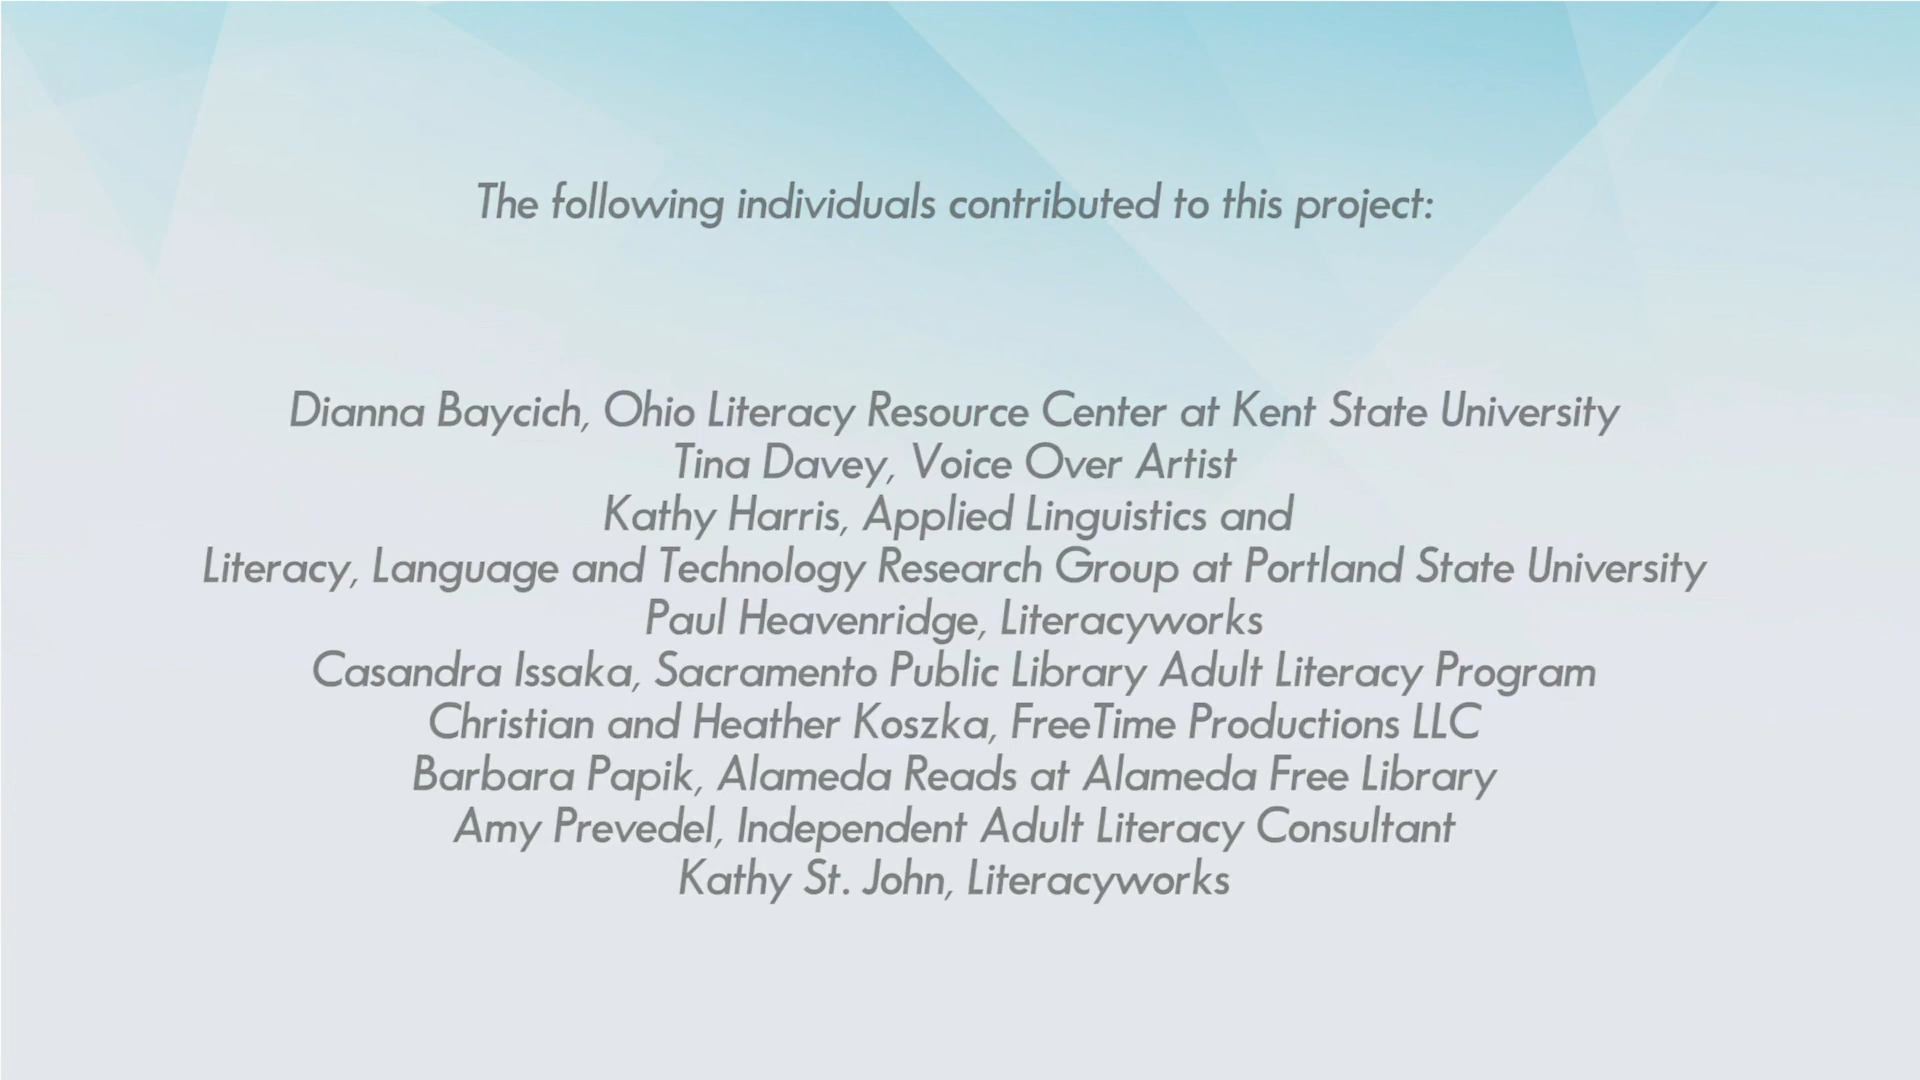 The following individuals contributed to this project:
Dianna Baycich, Ohio Literacy Resource Center at Kent State University
Tina Davey, Voice Over Artist
Kathy Harris, Applied Linguistics and
Literacy, Language and Technology Research Group at Portland State University
Paul Heavenridge, Literacyworks
Casandra Issaka, Sacramento Public Library Adult Literacy Program
Christian and Heather Koszka, FreeTime Productions LLC
Barbara Papik, Alameda Reads at Alameda Free Library
Amy Prevedel, Independent Adult Literacy Consultant
Kathy St. John, Literacyworks